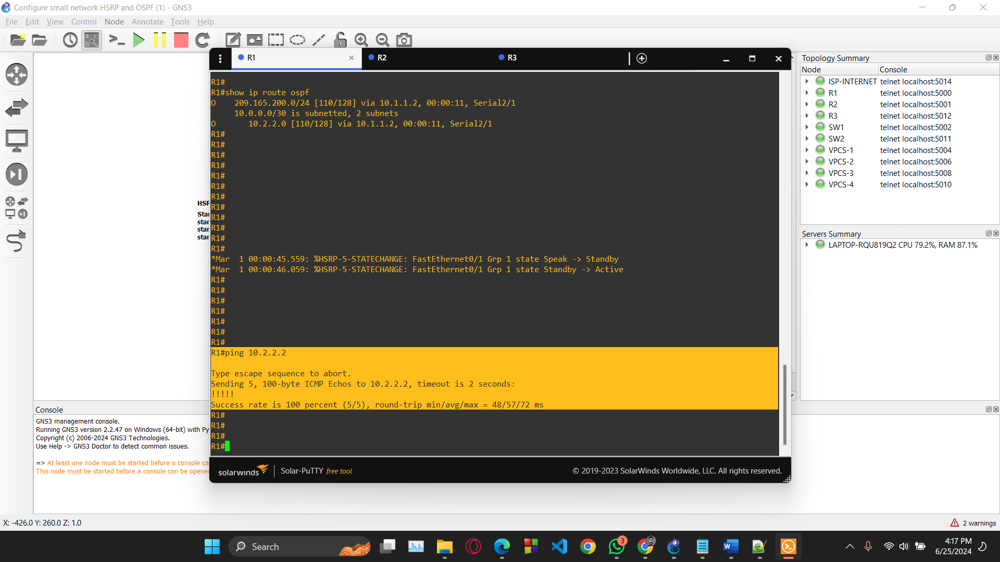 Configure small network HSRP and OSPF (1) - GNS3
File Edit View Control Node Annotate Tools Help
R1
R2
R3
R1#
R1#show ip route ospf
O    209.165.200.0/24 [110/128] via 10.1.1.2, 00:00:11, Serial2/1
     10.0.0.0/30 is subnetted, 2 subnets
O       10.2.2.0 [110/128] via 10.1.1.2, 00:00:11, Serial2/1
R1#
R1#
R1#
R1#
R1#
R1#
R1#
R1#
R1#
R1#
R1#
R1#
*Mar  1 00:00:45.559: %HSRP-5-STATECHANGE: FastEthernet0/1 Grp 1 state Speak -> Standby
*Mar  1 00:00:46.059: %HSRP-5-STATECHANGE: FastEthernet0/1 Grp 1 state Standby -> Active
R1#
R1#
R1#
R1#
R1#
R1#
R1#
R1#ping 10.2.2.2
Type escape sequence to abort.
Sending 5, 100-byte ICMP Echos to 10.2.2.2, timeout is 2 seconds:
!!!!!
Success rate is 100 percent (5/5), round-trip min/avg/max = 48/57/72 ms
R1#
R1#
R1#
R1#
solarwinds Solar-PuTTY free tool
© 2019-2023 SolarWinds Worldwide, LLC. All rights reserved.
Topology Summary
Node Console
ISP-INTERNET telnet localhost:5014
R1 telnet localhost:5000
R2 telnet localhost:5001
R3 telnet localhost:5012
SW1 telnet localhost:5002
SW2 telnet localhost:5011
VPCS-1 telnet localhost:5004
VPCS-2 telnet localhost:5006
VPCS-3 telnet localhost:5008
VPCS-4 telnet localhost:5010
Servers Summary
LAPTOP-RQU819Q2 CPU 79.2%, RAM 87.1%
Console
GNS3 management console.
Running GNS3 version 2.2.47 on Windows (64-bit) with Py
Copyright (c) 2006-2024 GNS3 Technologies.
Use Help -> GNS3 Doctor to detect common issues.
=> At least one node must be started before a console ca
This node must be started before a console can be opened
X: -426.0 Y: 260.0 Z: 1.0
2 warnings
Search
3
4:17 PM
6/25/2024